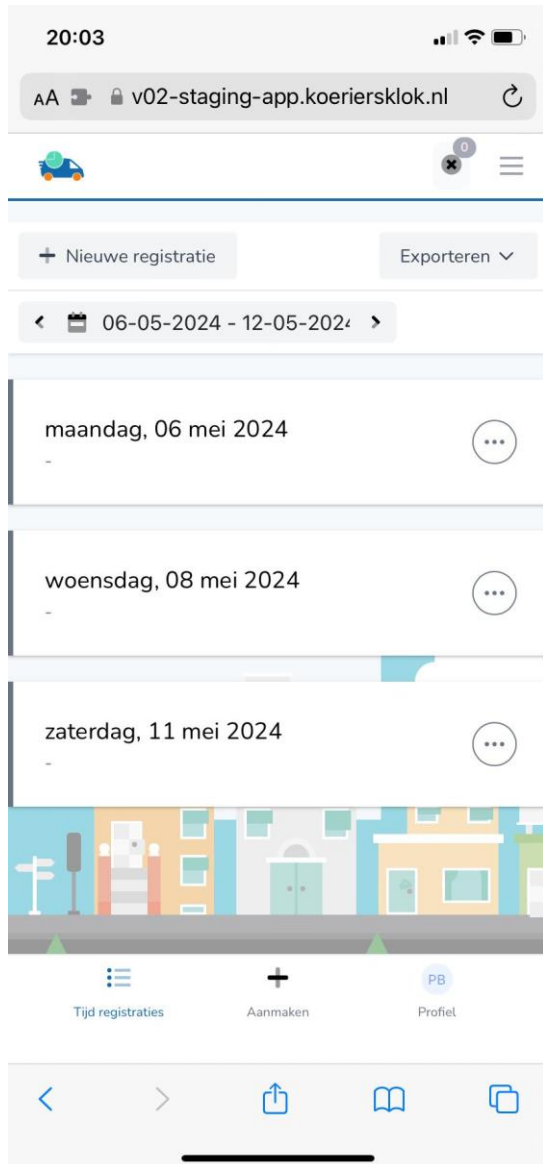 20:03
AA v02-staging-app.koeriersklok.nl
0
+ Nieuwe registratie Exporteren
06-05-2024 - 12-05-202
maandag, 06 mei 2024
-
woensdag, 08 mei 2024
-
zaterdag, 11 mei 2024
-
PB
Tijd registraties Aanmaken Profiel